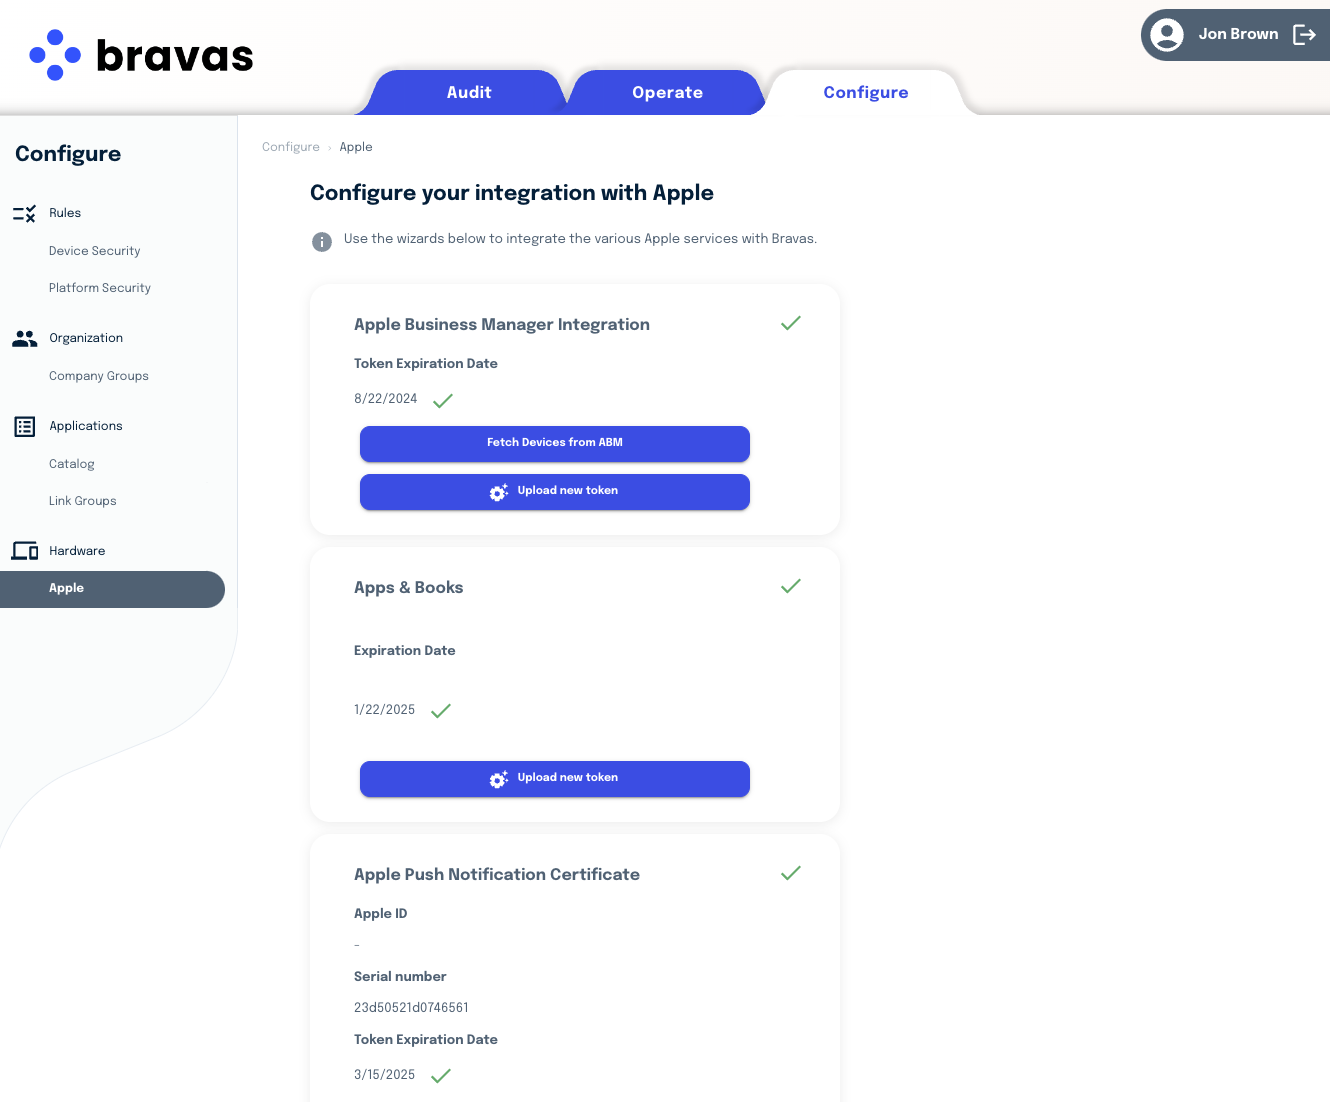 bravas
Jon Brown
Audit
Operate
Configure
Configure
Rules
Device Security
Platform Security
Organization
Company Groups
Applications
Catalog
Link Groups
Hardware
Apple
Configure › Apple
Configure your integration with Apple
Use the wizards below to integrate the various Apple services with Bravas.
Apple Business Manager Integration
Token Expiration Date
8/22/2024
Fetch Devices from ABM
Upload new token
Apps & Books
Expiration Date
1/22/2025
Upload new token
Apple Push Notification Certificate
Apple ID
-
Serial number
23d50521d0746561
Token Expiration Date
3/15/2025